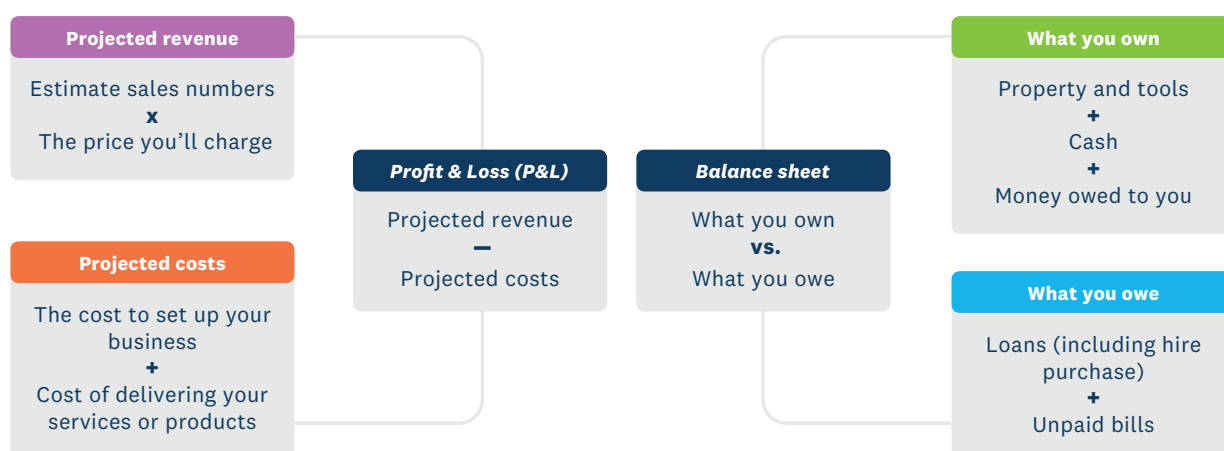 Projected revenue
Estimate sales numbers
x
The price you’ll charge
Projected costs
The cost to set up your
business
+
Cost of delivering your
services or products
Profit & Loss (P&L)
Projected revenue
—
Projected costs
Balance sheet
What you own
vs.
What you owe
What you own
Property and tools
+
Cash
+
Money owed to you
What you owe
Loans (including hire
purchase)
+
Unpaid bills